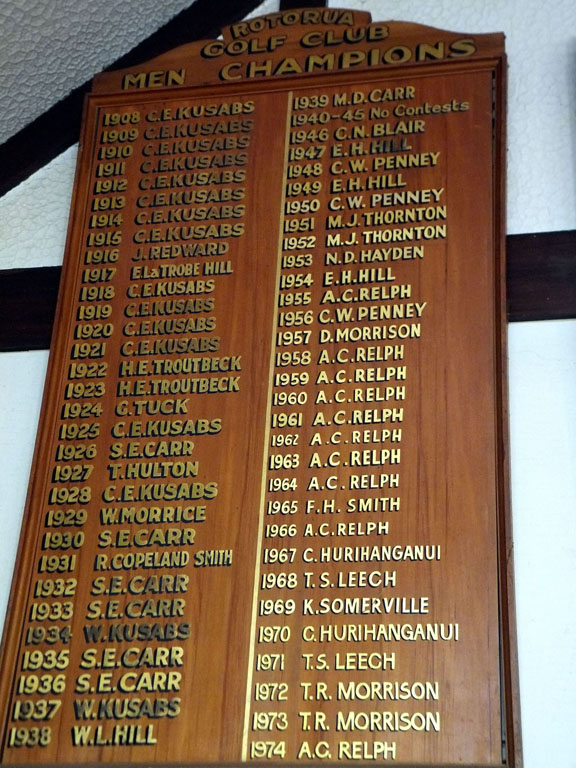 ROTORUA
GOLF CLUB
MEN CHAMPIONS
1908 C.E.KUSABS
1909 C.E.KUSABS
1910 C.E.KUSABS
1911 C.E.KUSABS
1912 C.E.KUSABS
1913 C.E.KUSABS
1914 C.E.KUSABS
1915 C.E.KUSABS
1916 J.REDWARD
1917 E.LaTROBE HILL
1918 C.E.KUSABS
1919 C.E.KUSABS
1920 C.E.KUSABS
1921 C.E.KUSABS
1922 H.E.TROUTBECK
1923 H.E.TROUTBECK
1924 G.TUCK
1925 C.E.KUSABS
1926 S.E.CARR
1927 T.HULTON
1928 C.E.KUSABS
1929 W.MORRICE
1930 S.E.CARR
1931 R.COPELAND SMITH
1932 S.E.CARR
1933 S.E.CARR
1934 W.KUSABS
1935 S.E.CARR
1936 S.E.CARR
1937 W.KUSABS
1938 W.L.HILL
1939 M.D.CARR
1940-45 No Contests
1946 C.N.BLAIR
1947 E.H.HILL
1948 C.W.PENNEY
1949 E.H.HILL
1950 C.W.PENNEY
1951 M.J.THORNTON
1952 M.J.THORNTON
1953 N.D.HAYDEN
1954 E.H.HILL
1955 A.C.RELPH
1956 C.W.PENNEY
1957 D.MORRISON
1958 A.C.RELPH
1959 A.C.RELPH
1960 A.C.RELPH
1961 A.C.RELPH
1962 A.C.RELPH
1963 A.C.RELPH
1964 A.C.RELPH
1965 F.H.SMITH
1966 A.C.RELPH
1967 C.HURIHANGANUI
1968 T.S.LEECH
1969 K.SOMERVILLE
1970 C.HURIHANGANUI
1971 T.S.LEECH
1972 T.R.MORRISON
1973 T.R.MORRISON
1974 A.C.RELPH